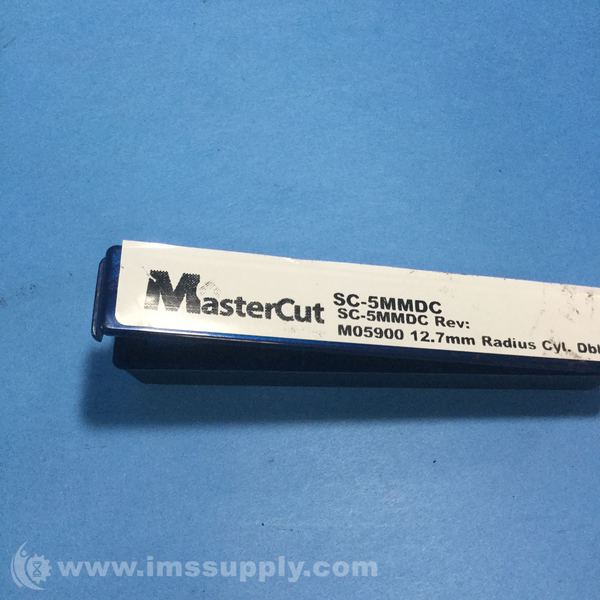 MasterCut
SC-5MMDC
SC-5MMDC Rev:
M05900 12.7mm Radius Cyl. Dbl
www.imssupply.com